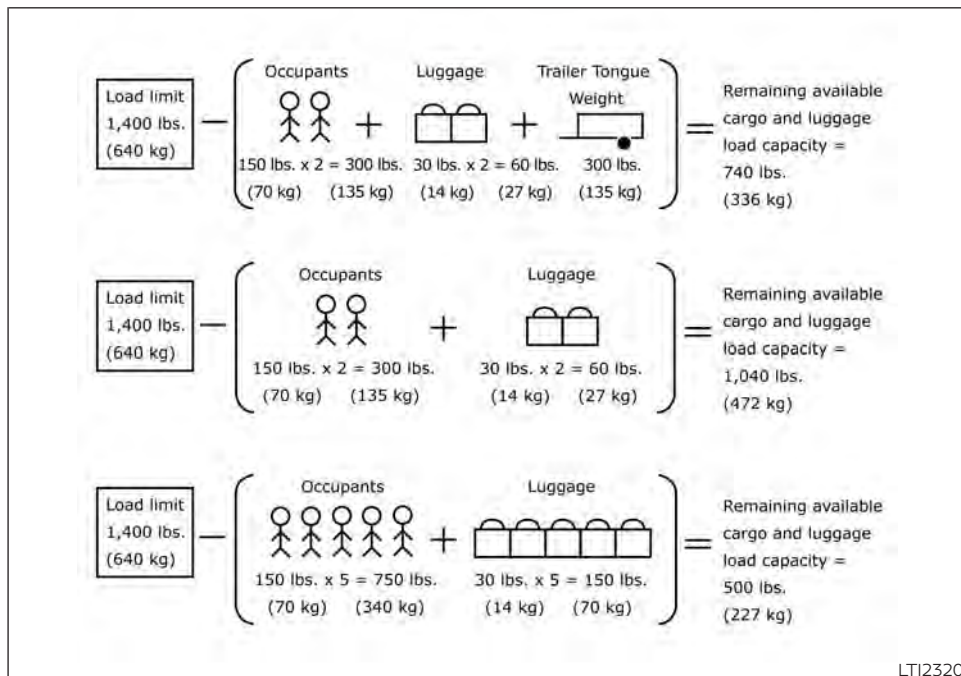 Occupants Luggage Trailer Tongue
Weight
Load limit
1,400 lbs.
(640 kg)
150 lbs. x 2 = 300 lbs. 30 lbs. x 2 = 60 lbs. 300 lbs.
(70 kg) (135 kg) (14 kg) (27 kg) (135 kg)
Remaining available
cargo and luggage
load capacity =
740 lbs.
(336 kg)
Occupants Luggage
Load limit
1,400 lbs.
(640 kg)
150 lbs. x 2 = 300 lbs. 30 lbs. x 2 = 60 lbs.
(70 kg) (135 kg) (14 kg) (27 kg)
Remaining available
cargo and luggage
load capacity =
1,040 lbs.
(472 kg)
Occupants Luggage
Load limit
1,400 lbs.
(640 kg)
150 lbs. x 5 = 750 lbs. 30 lbs. x 5 = 150 lbs.
(70 kg) (340 kg) (14 kg) (70 kg)
Remaining available
cargo and luggage
load capacity =
500 lbs.
(227 kg)
LTI2320